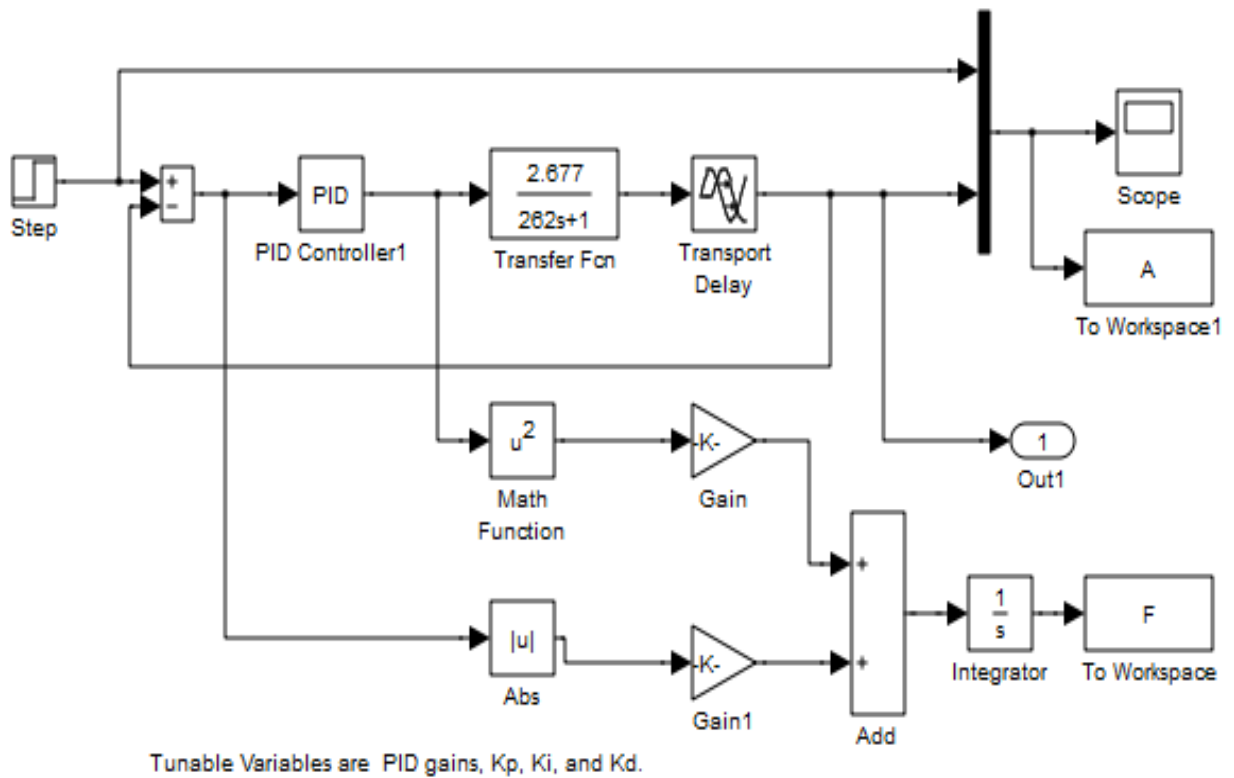 Step
+
−
PID
PID Controller1
2.677
262s+1
Transfer Fcn
Transport
Delay
Scope
A
To Workspace1
u2
Math
Function
-K-
Gain
1
Out1
|u|
Abs
-K-
Gain1
+
+
Add
1
s
Integrator
F
To Workspace
Tunable Variables are PID gains, Kp, Ki, and Kd.